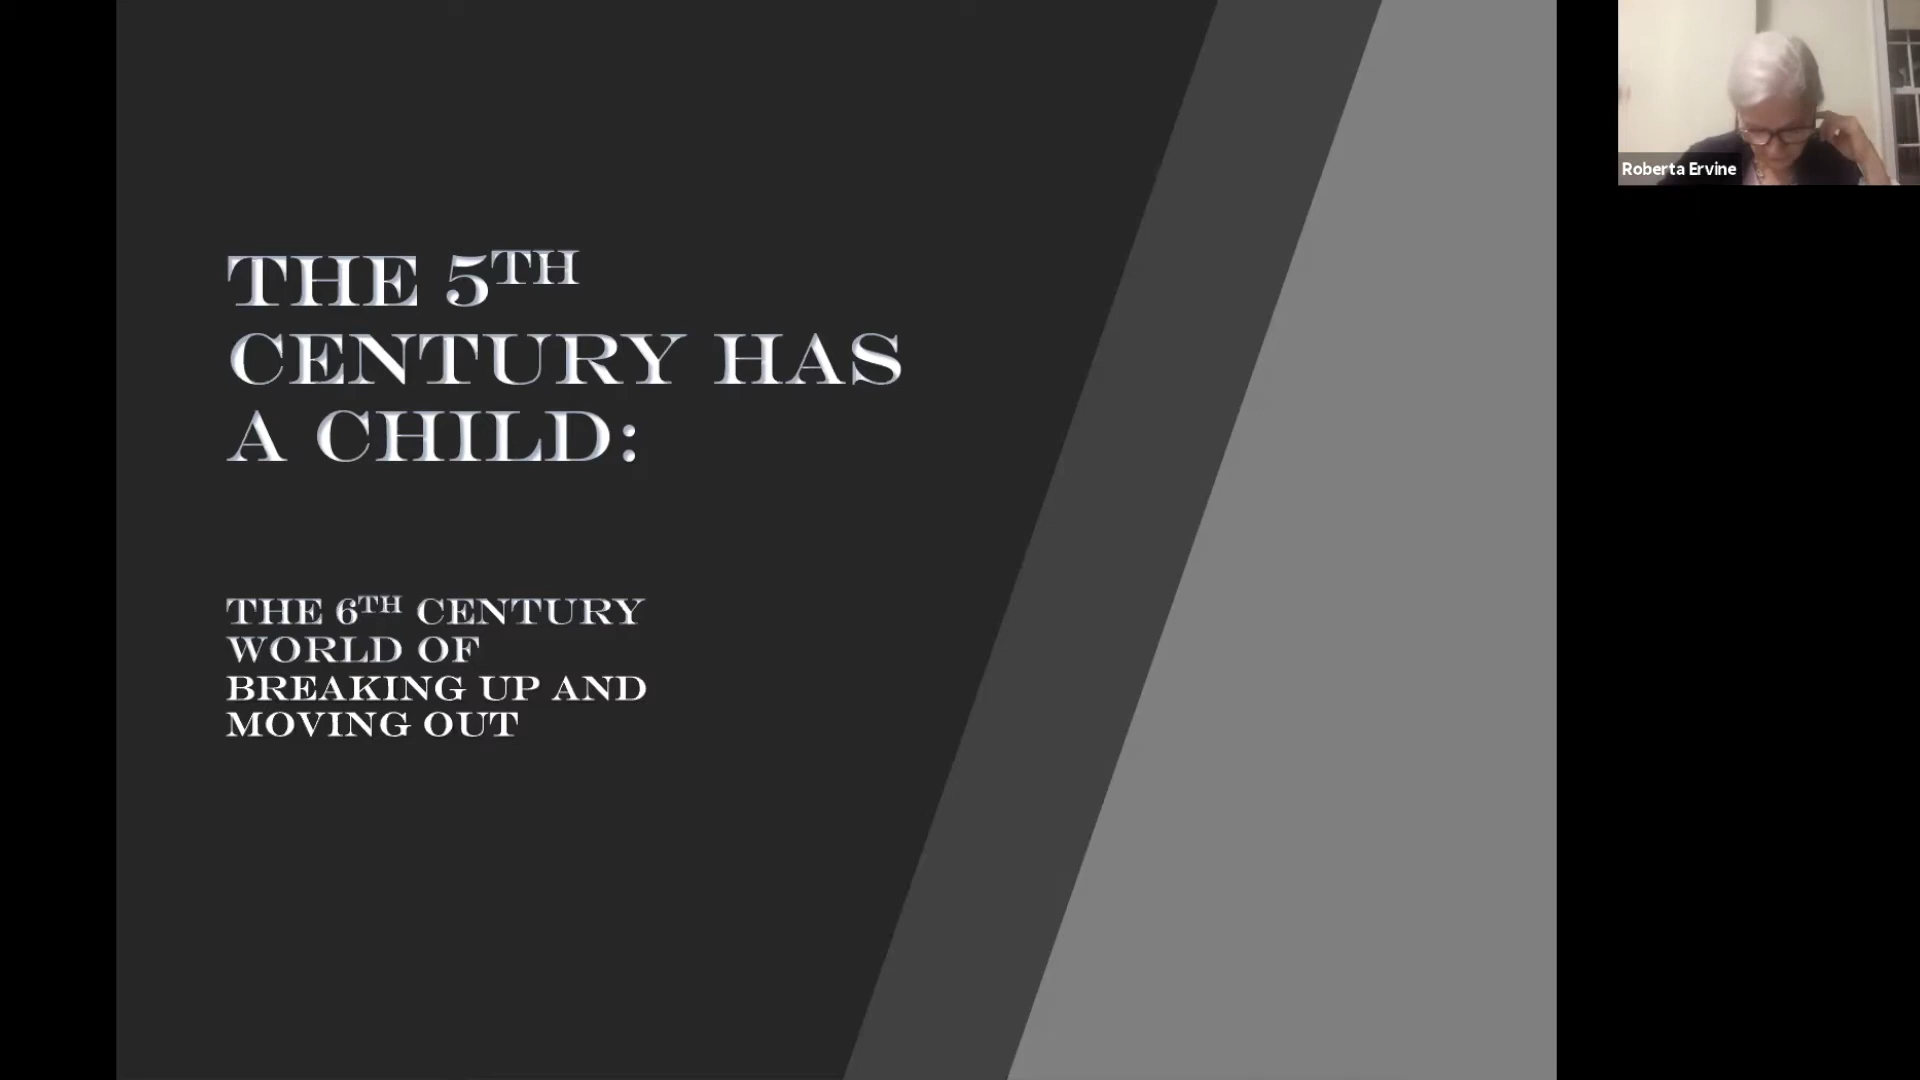 THE 5TH
CENTURY HAS
A CHILD:
THE 6TH CENTURY
WORLD OF
BREAKING UP AND
MOVING OUT
Roberta Ervine